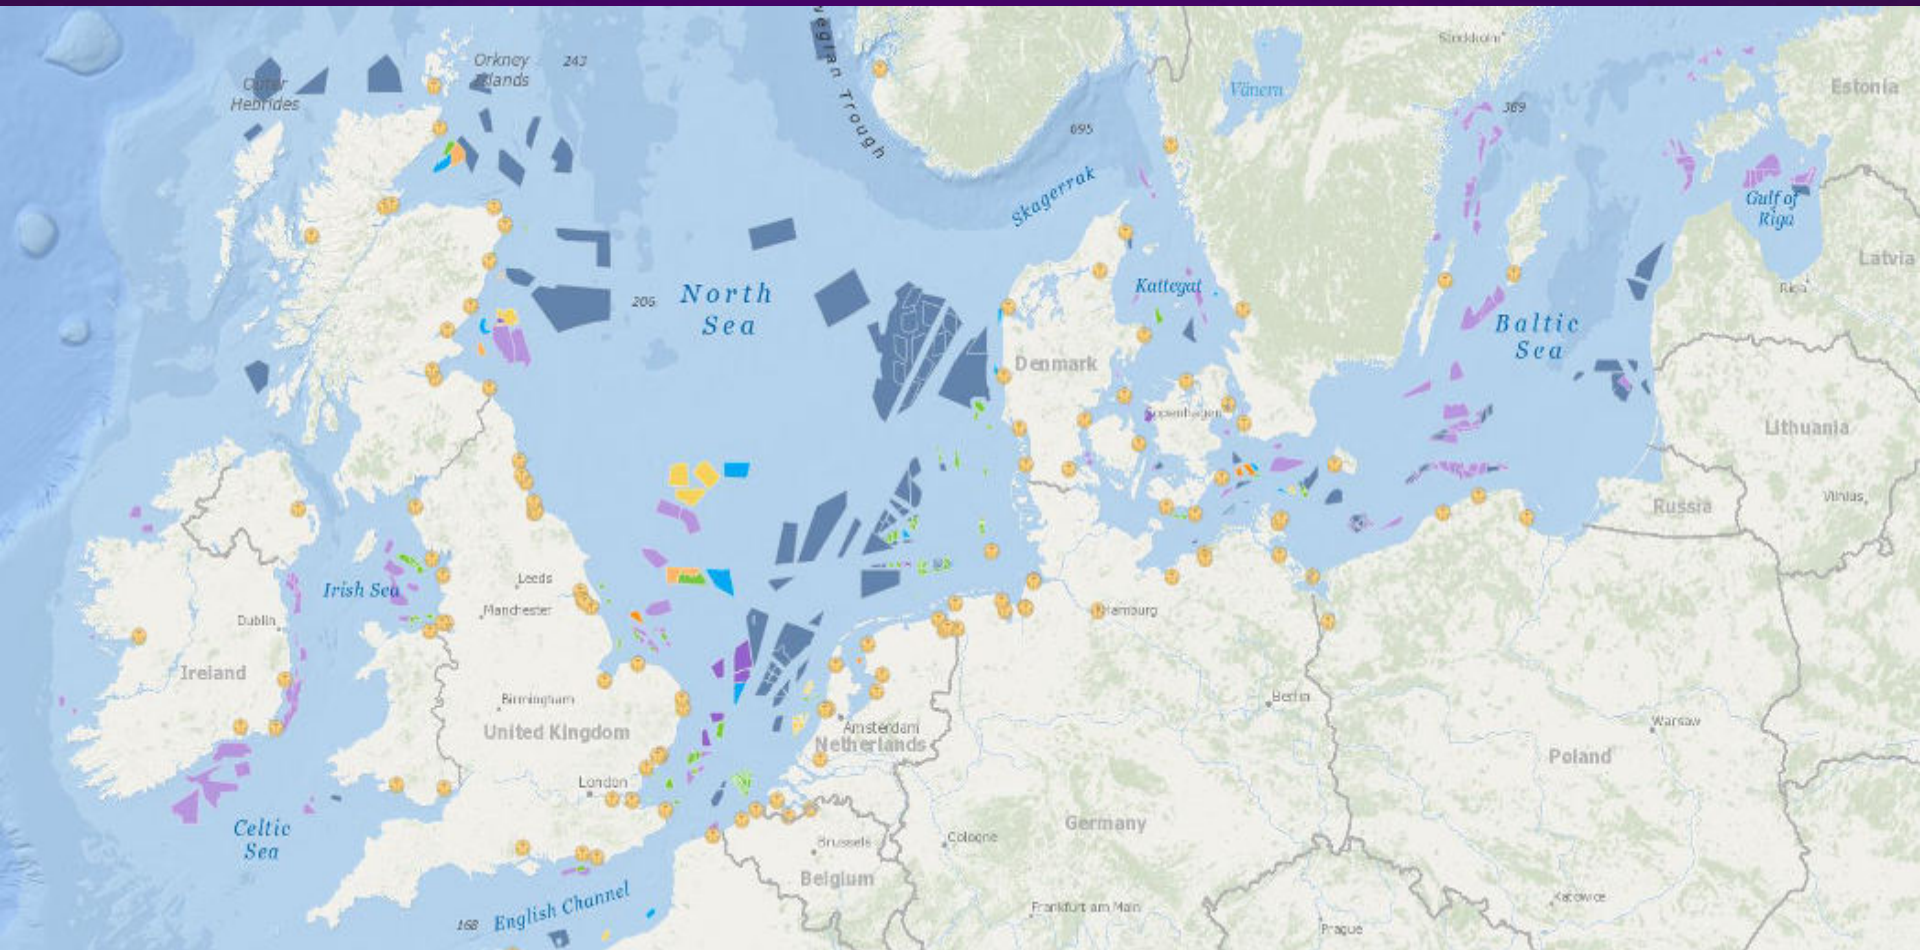 Norwegian Trough
Stockholm
Orkney
Islands
243
Outer
Hebrides
Vänern
Estonia
389
695
Skagerrak
Gulf of
Riga
Latvia
Riga
Kattegat
North
Sea
206
Baltic
Sea
Denmark
Copenhagen
Lithuania
Vilnius
Russia
Irish Sea
Leeds
Manchester
Dublin
Hamburg
Ireland
Birmingham
Berlin
United Kingdom
Amsterdam
Netherlands
Warsaw
Poland
London
Celtic
Sea
Germany
Brussels
Cologne
Belgium
English Channel
168
Frankfurt am Main
Katowice
Prague